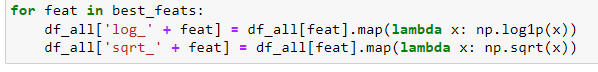 for feat in best_feats:
    df_all['log_' + feat] = df_all[feat].map(lambda x: np.log1p(x))
    df_all['sqrt_' + feat] = df_all[feat].map(lambda x: np.sqrt(x))